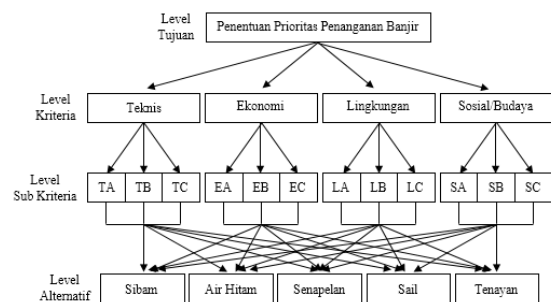 Level
Tujuan
Penentuan Prioritas Penanganan Banjir
Level
Kriteria
Teknis
Ekonomi
Lingkungan
Sosial/Budaya
Level
Sub Kriteria
TA
TB
TC
EA
EB
EC
LA
LB
LC
SA
SB
SC
Level
Alternatif
Sibam
Air Hitam
Senapelan
Sail
Tenayan